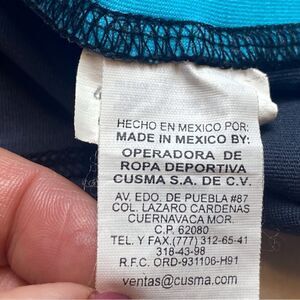 HECHO EN MEXICO POR:
MADE IN MEXICO BY:
OPERADORA DE
ROPA DEPORTIVA
CUSMA S.A. DE C.V.
AV. EDO. DE PUEBLA #87
COL. LAZARO CARDENAS
CUERNAVACA MOR.
C.P. 62080
TEL. Y FAX.(777) 312-65-41
318-43-98
R.F.C. ORD-931106-H91
ventas@cusma.com